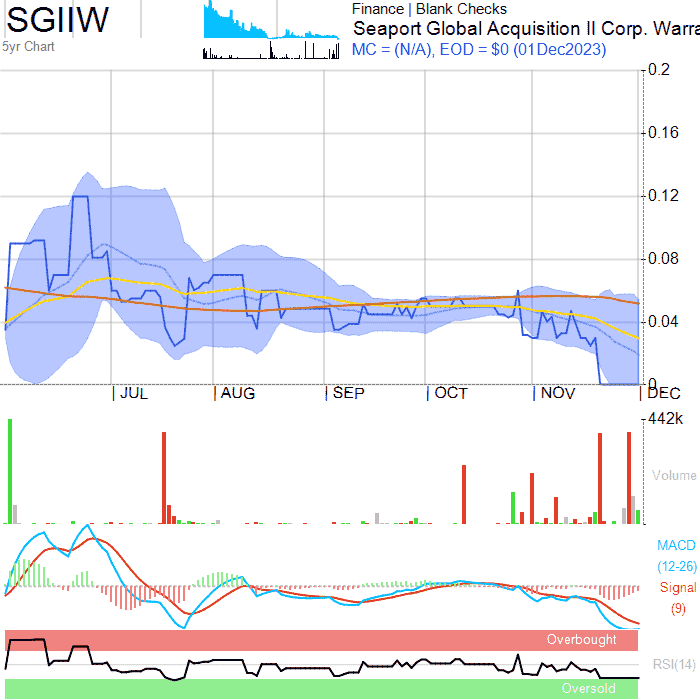 SGIIW
5yr Chart
Finance | Blank Checks
Seaport Global Acquisition II Corp. Warra
MC = (N/A), EOD = $0 (01Dec2023)
0.2
0.16
0.12
0.08
0.04
0
JUL
AUG
SEP
OCT
NOV
DEC
442k
Volume
MACD
(12-26)
Signal
(9)
Overbought
RSI(14)
Oversold